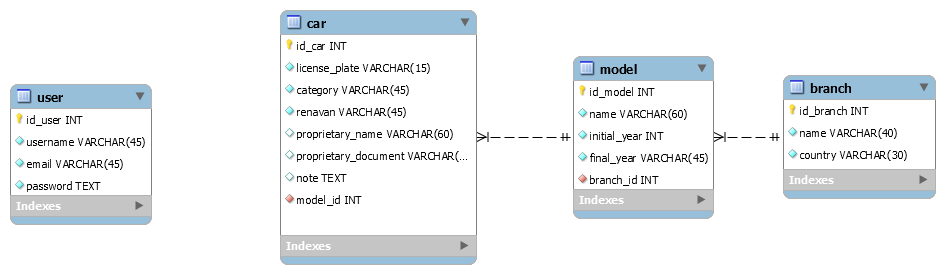 user
id_user INT
username VARCHAR(45)
email VARCHAR(45)
password TEXT
Indexes
car
id_car INT
license_plate VARCHAR(15)
category VARCHAR(45)
renavan VARCHAR(45)
proprietary_name VARCHAR(60)
proprietary_document VARCHAR(...
note TEXT
model_id INT
Indexes
model
id_model INT
name VARCHAR(60)
initial_year INT
final_year VARCHAR(45)
branch_id INT
Indexes
branch
id_branch INT
name VARCHAR(40)
country VARCHAR(30)
Indexes